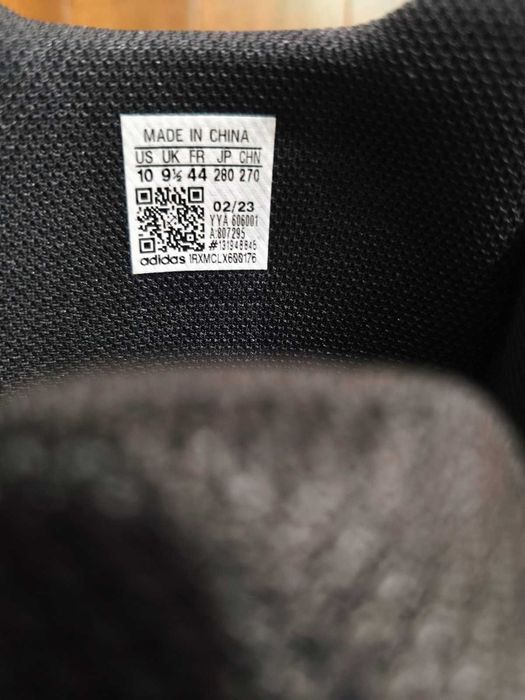 MADE IN CHINA
US UK FR JP CHN
10 9½ 44 280 270
02/23
YYA 606001
A:807295
#131948845
adidas 1RXMCLX600176